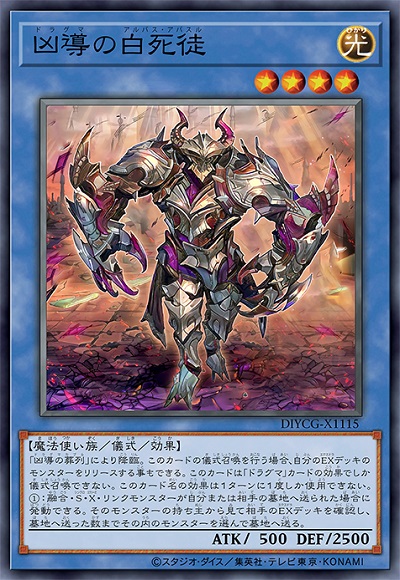 ドラグマ アルバス・アパスル
凶導の白死徒
ひかり
光
DIYCG-X1115
【魔法使い族/儀式/効果】
「凶導の葬列」により降臨。このカードの儀式召喚を行う場合、自分のEXデッキの
モンスターをリリースする事もできる。このカードは「ドラグマ」カードの効果でしか
儀式召喚できない。このカード名の効果は1ターンに1度しか使用できない。
①:融合・S・X・リンクモンスターが自分または相手の墓地へ送られた場合に
発動できる。そのモンスターの持ち主から見て相手のEXデッキを確認し、
墓地へ送った数までその内のモンスターを選んで墓地へ送る。
ATK/ 500 DEF/2500
©スタジオ・ダイス/集英社・テレビ東京・KONAMI